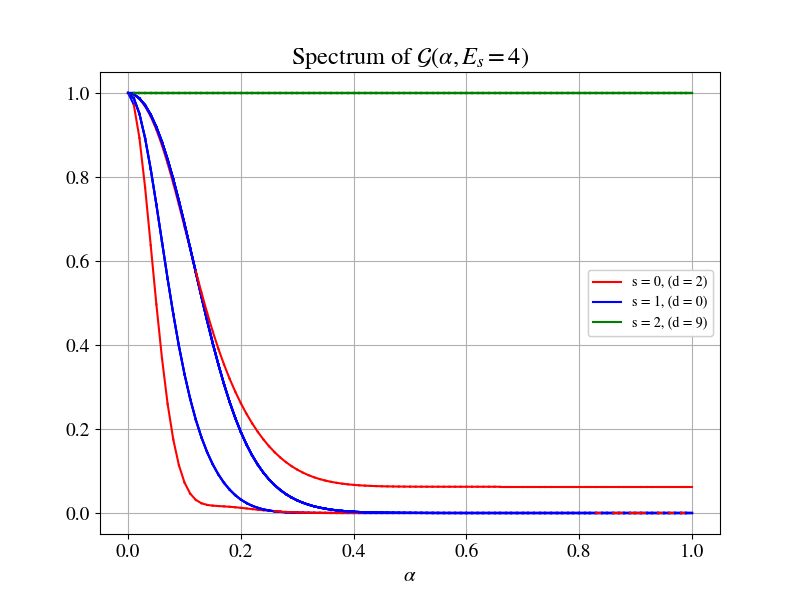 Spectrum of 𝒢(α, E_s = 4)
1.0
0.8
0.6
0.4
0.2
0.0
s = 0, (d = 2)
s = 1, (d = 0)
s = 2, (d = 9)
0.0 0.2 0.4 0.6 0.8 1.0
α